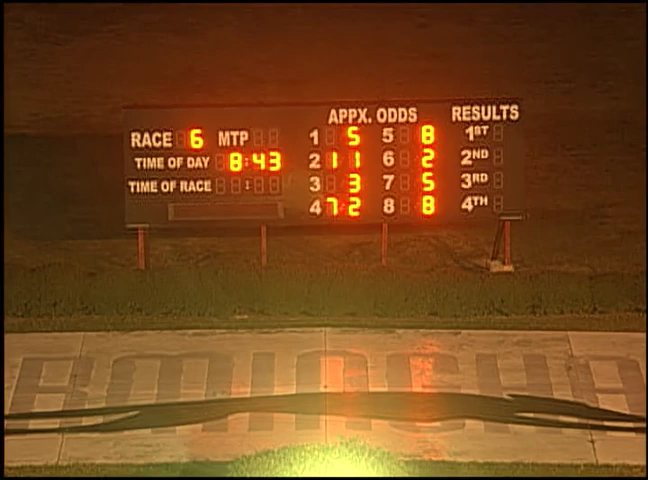 APPX. ODDS RESULTS
RACE 6 MTP 1 5 5 8 1ST
TIME OF DAY 8:43 2 11 6 2 2ND
TIME OF RACE : 3 3 7 5 3RD
4 72 8 8 4TH